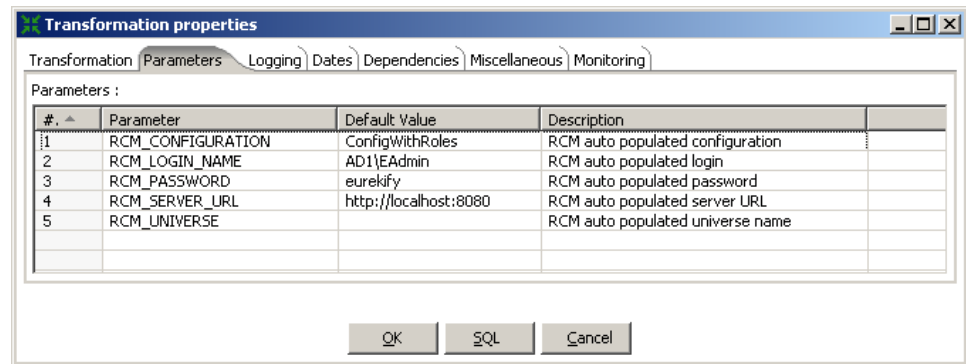 Transformation properties
Transformation Parameters Logging Dates Dependencies Miscellaneous Monitoring
Parameters :
#. Parameter Default Value Description
1 RCM_CONFIGURATION ConfigWithRoles RCM auto populated configuration
2 RCM_LOGIN_NAME AD1\EAdmin RCM auto populated login
3 RCM_PASSWORD eurekify RCM auto populated password
4 RCM_SERVER_URL http://localhost:8080 RCM auto populated server URL
5 RCM_UNIVERSE RCM auto populated universe name
OK SQL Cancel